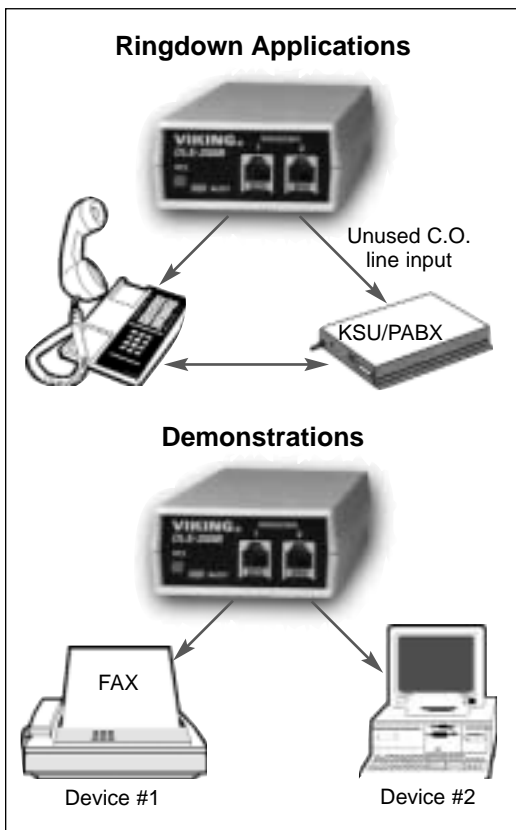 Ringdown Applications
VIKING
DLE-200B
Unused C.O.
line input
KSU/PABX
Demonstrations
VIKING
DLE-200B
FAX
Device #1
Device #2